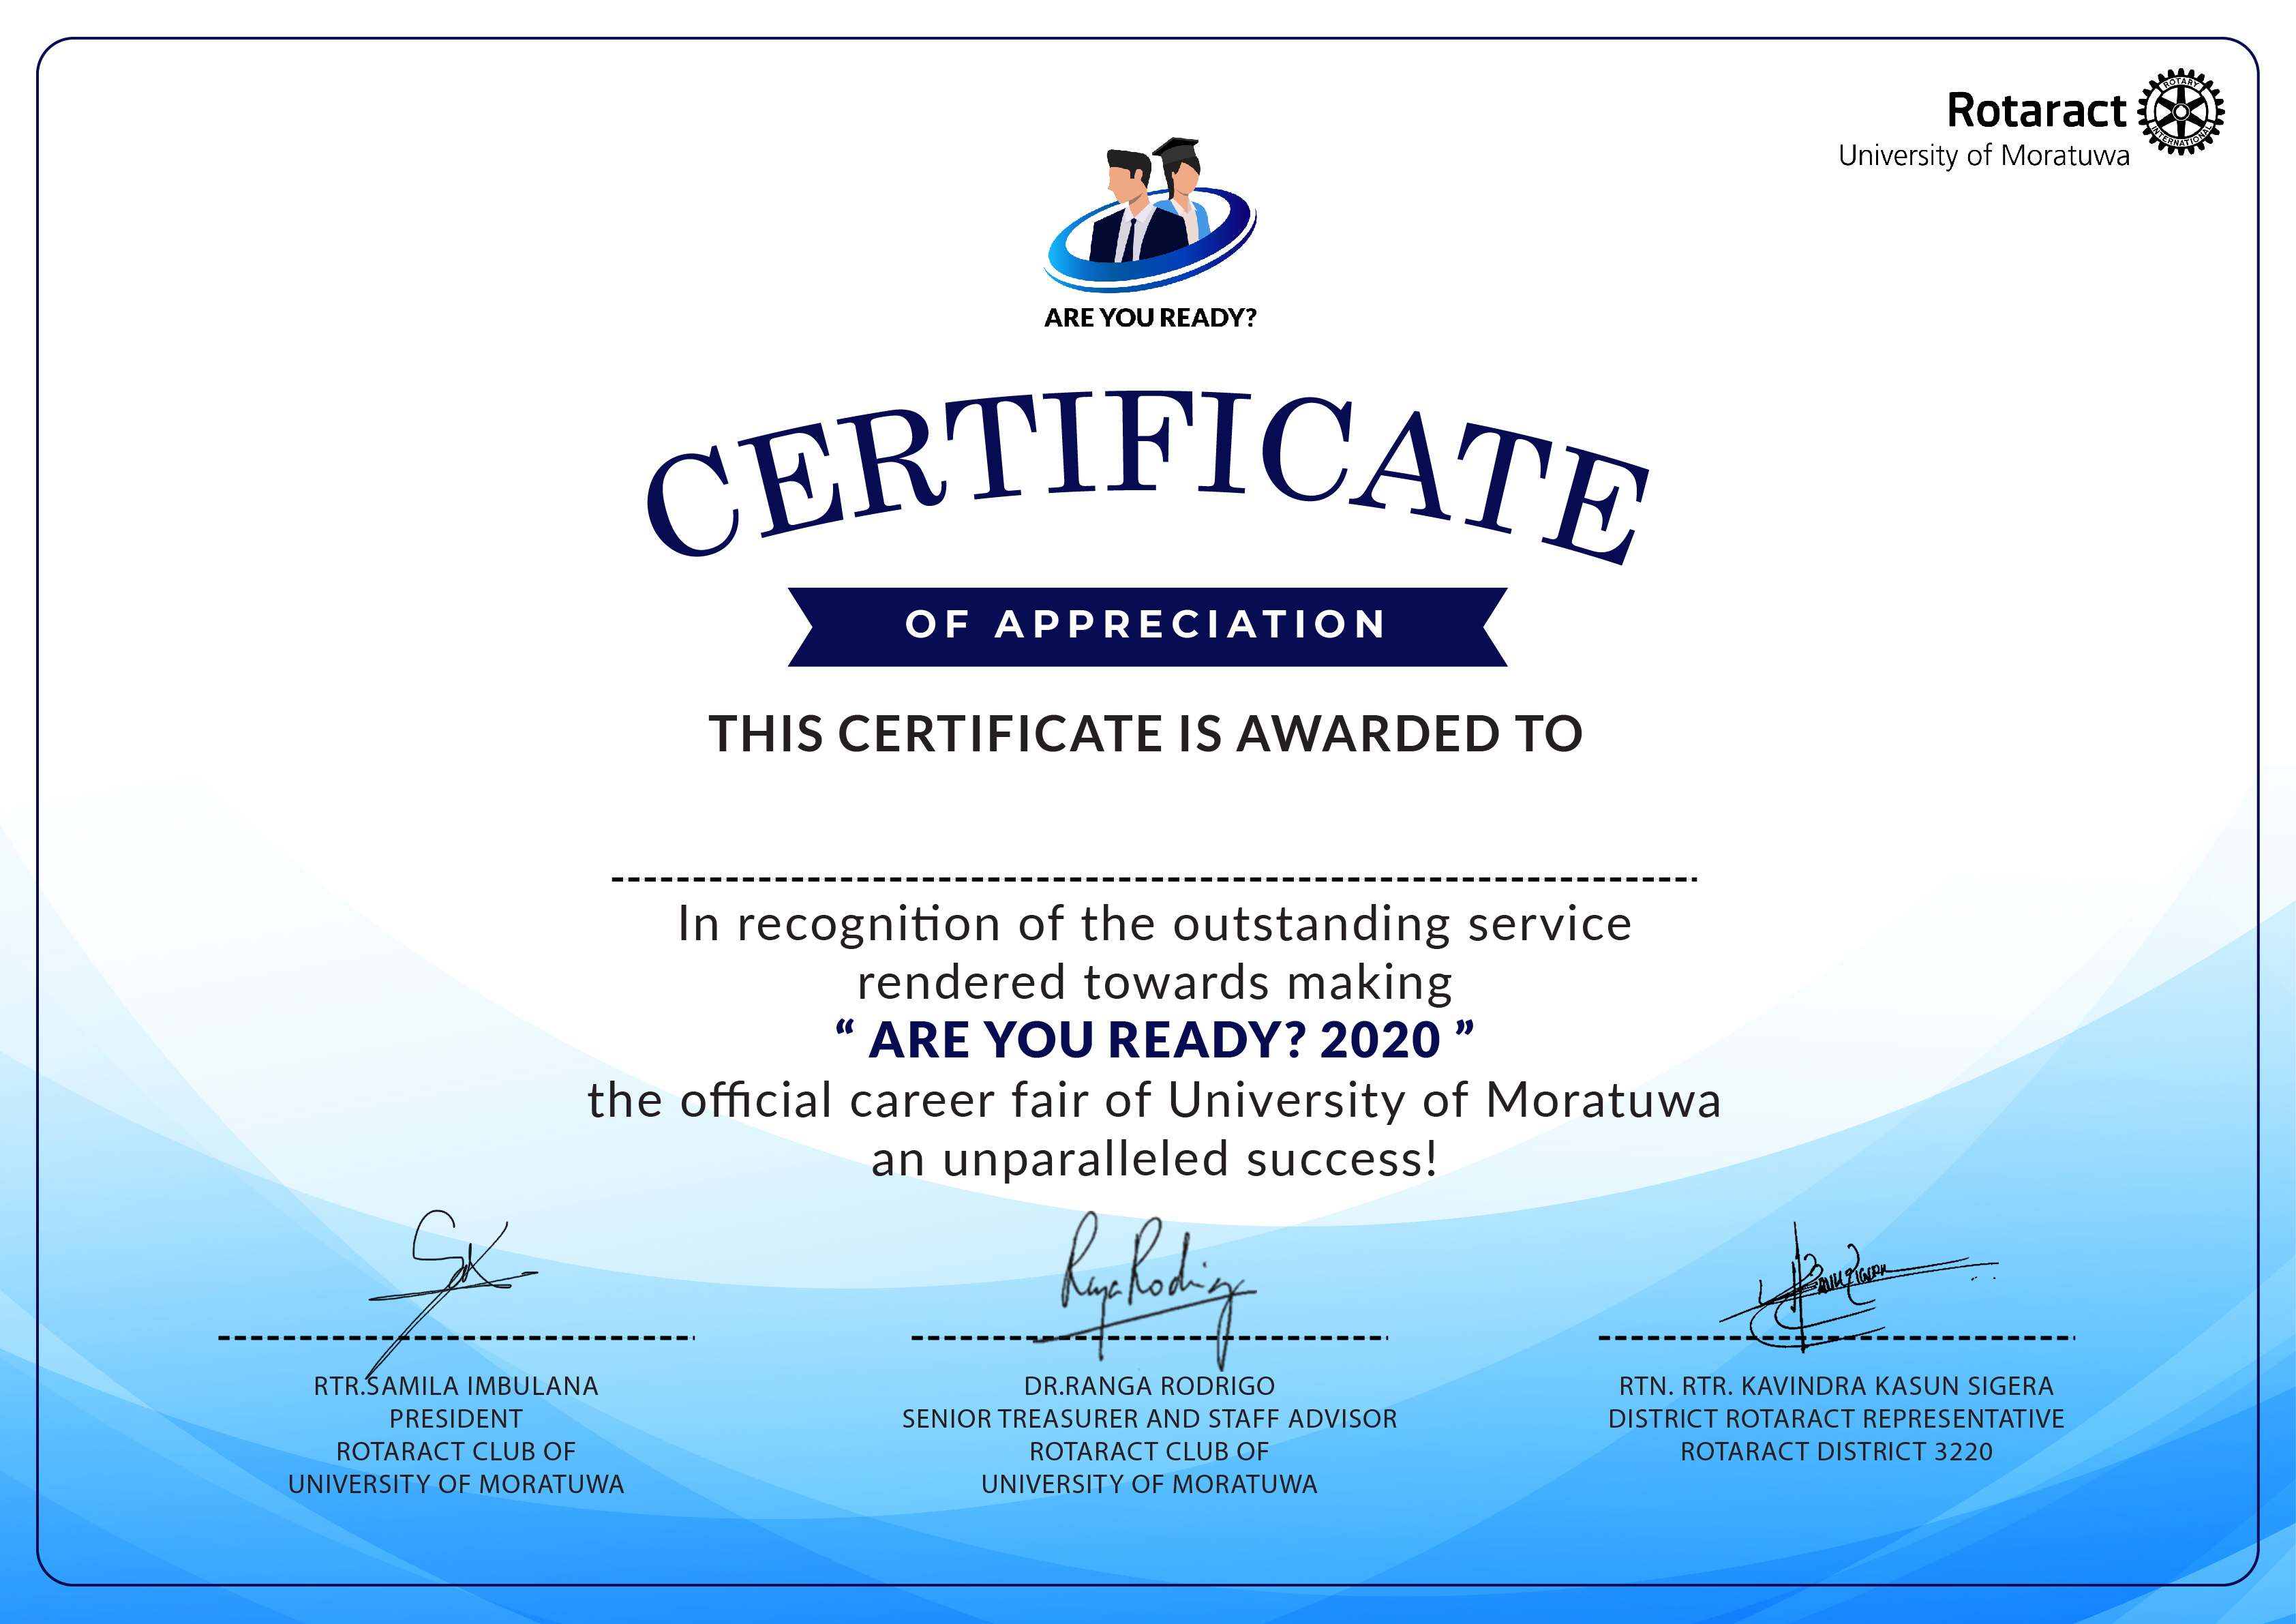 Rotaract
University of Moratuwa
ROTARY
INTERNATIONAL
ARE YOU READY?
CERTIFICATE
OF APPRECIATION
THIS CERTIFICATE IS AWARDED TO
In recognition of the outstanding service
rendered towards making
“ ARE YOU READY? 2020 ”
the official career fair of University of Moratuwa
an unparalleled success!
Ranga Rodrigo
RTR.SAMILA IMBULANA
PRESIDENT
ROTARACT CLUB OF
UNIVERSITY OF MORATUWA
DR.RANGA RODRIGO
SENIOR TREASURER AND STAFF ADVISOR
ROTARACT CLUB OF
UNIVERSITY OF MORATUWA
RTN. RTR. KAVINDRA KASUN SIGERA
DISTRICT ROTARACT REPRESENTATIVE
ROTARACT DISTRICT 3220